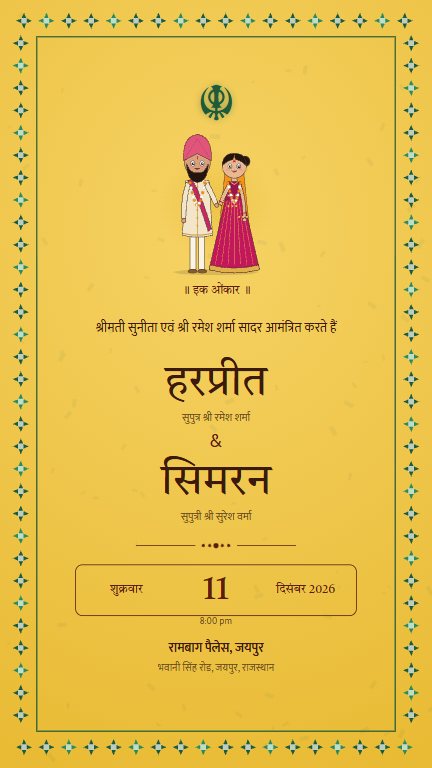 ॥ इक ओंकार ॥
श्रीमती सुनीता एवं श्री रमेश शर्मा सादर आमंत्रित करते हैं
हरप्रीत
सुपुत्र श्री रमेश शर्मा
&
सिमरन
सुपुत्री श्री सुरेश वर्मा
शुक्रवार 11 दिसंबर 2026
8:00 pm
रामबाग पैलेस, जयपुर
भवानी सिंह रोड, जयपुर, राजस्थान